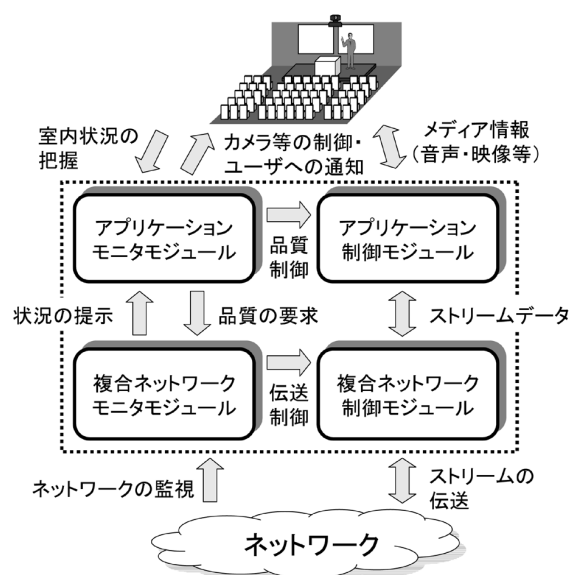 室内状況の
把握
カメラ等の制御・
ユーザへの通知
メディア情報
(音声・映像等)
アプリケーション
モニタモジュール
品質
制御
アプリケーション
制御モジュール
状況の提示
品質の要求
ストリームデータ
複合ネットワーク
モニタモジュール
伝送
制御
複合ネットワーク
制御モジュール
ネットワークの監視
ストリームの
伝送
ネットワーク